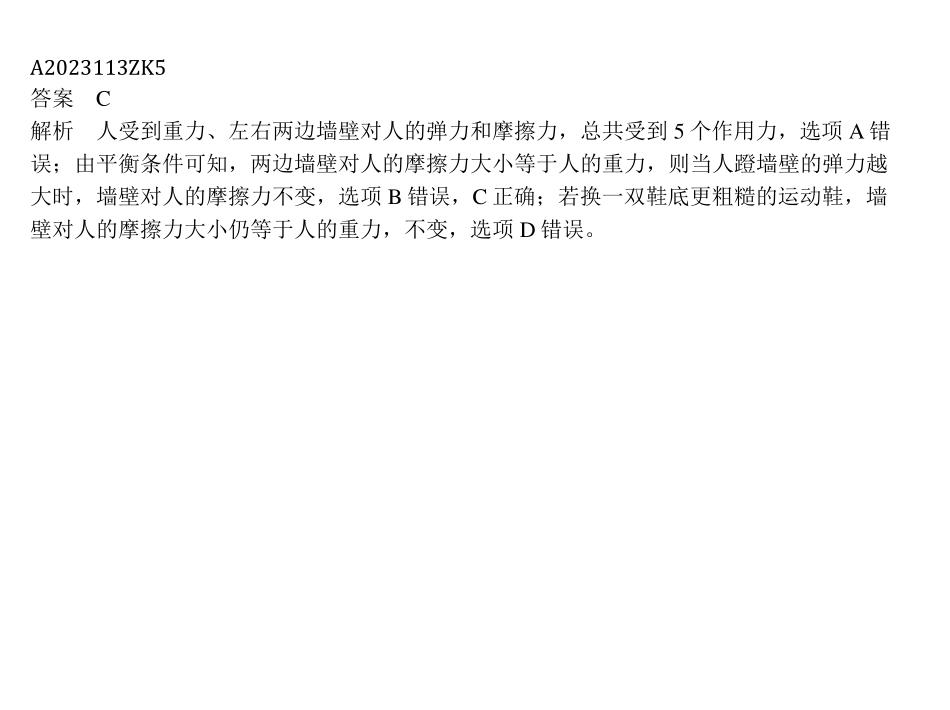 A2023113ZK5
答案　C
解析　人受到重力、左右两边墙壁对人的弹力和摩擦力，总共受到 5 个作用力，选项 A 错
误；由平衡条件可知，两边墙壁对人的摩擦力大小等于人的重力，则当人蹬墙壁的弹力越
大时，墙壁对人的摩擦力不变，选项 B 错误，C 正确；若换一双鞋底更粗糙的运动鞋，墙
壁对人的摩擦力大小仍等于人的重力，不变，选项 D 错误。